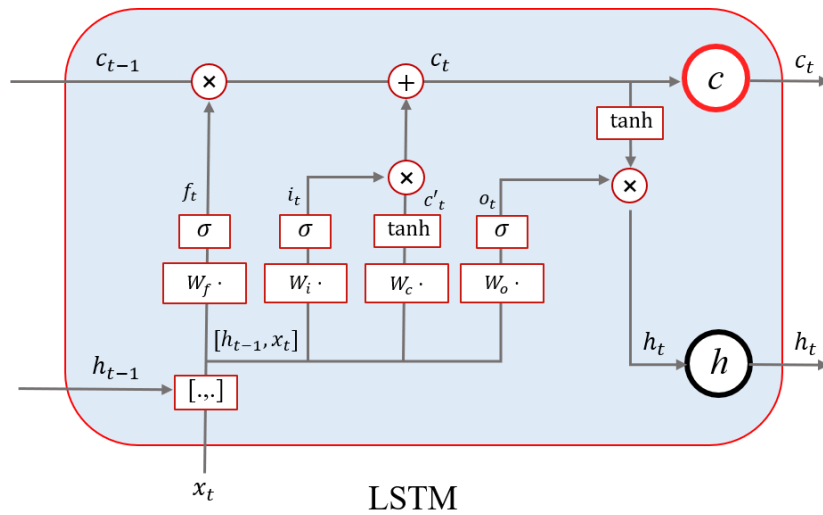 c_{t-1} × + c_t c c_t
tanh
f_t i_t × c'_t o_t ×
σ σ tanh σ
W_f · W_i · W_c · W_o ·
[h_{t-1}, x_t]
h_{t-1} [.,.] h_t h h_t
x_t
LSTM